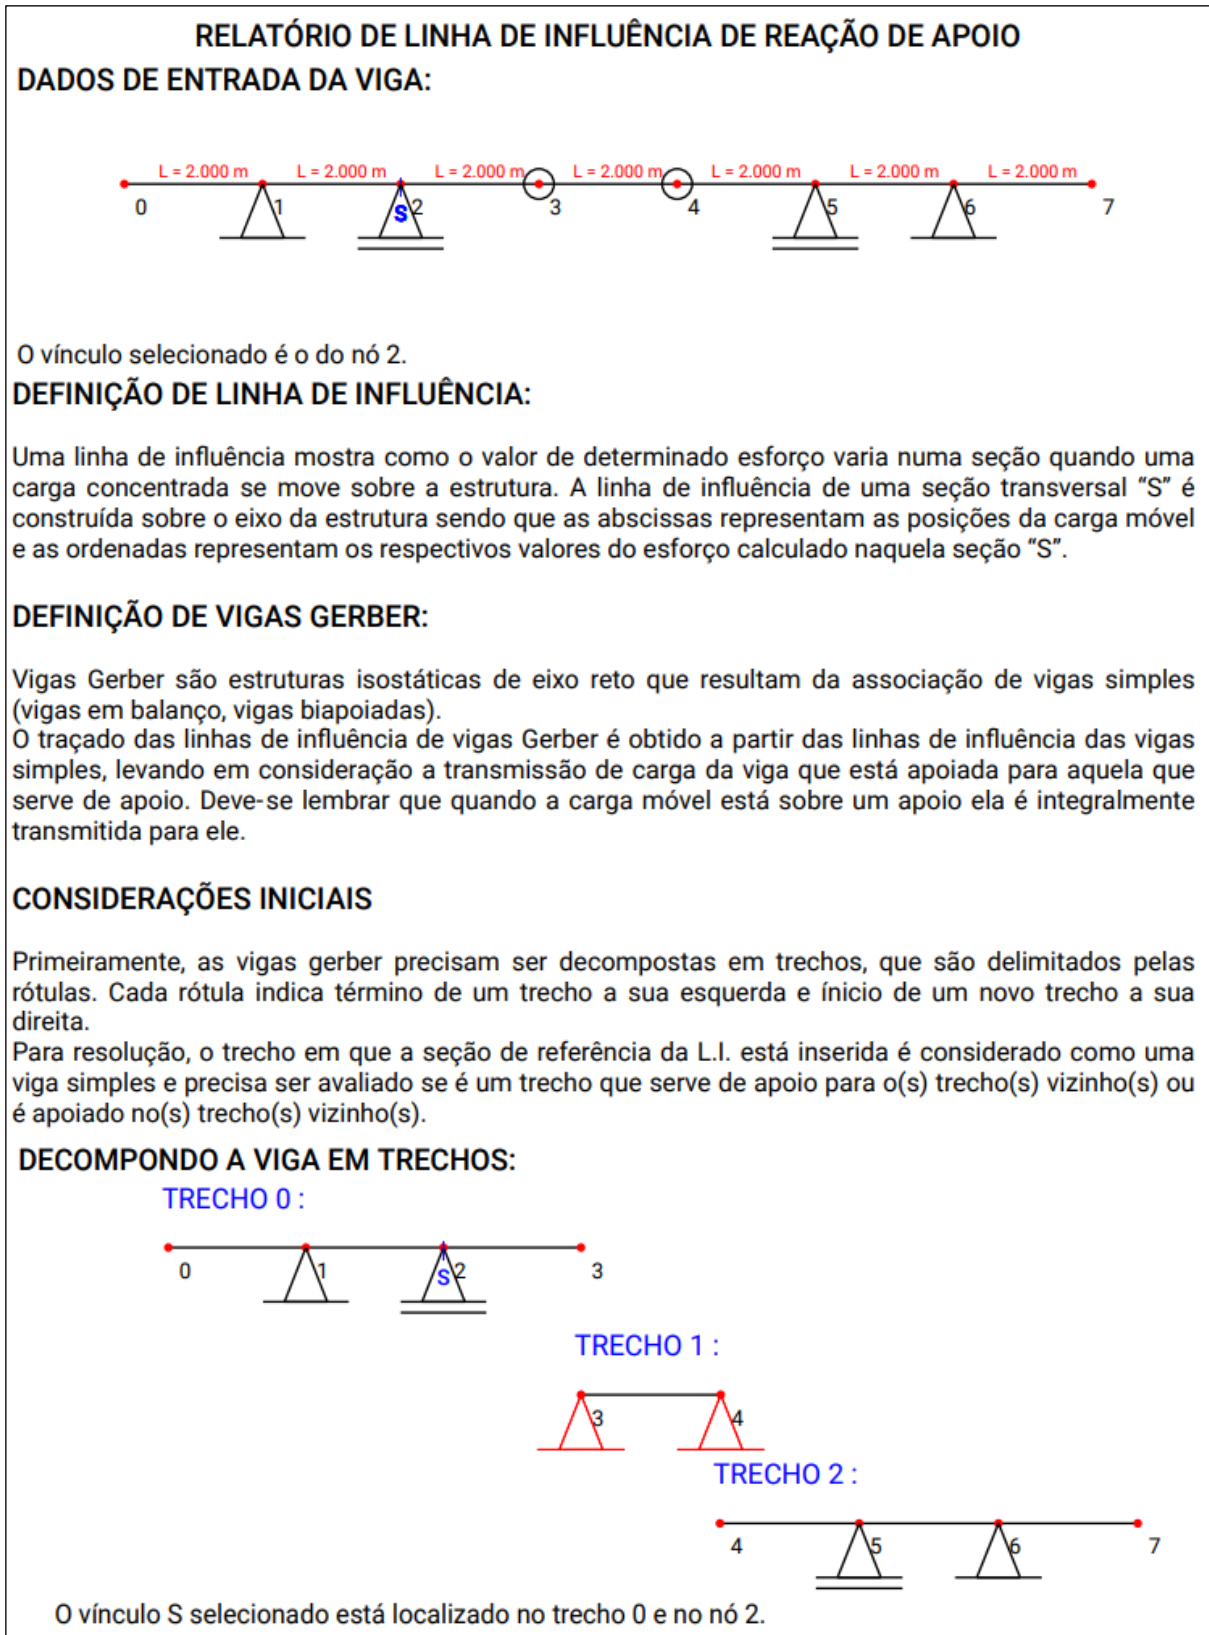 RELATÓRIO DE LINHA DE INFLUÊNCIA DE REAÇÃO DE APOIO
DADOS DE ENTRADA DA VIGA:
L = 2.000 m L = 2.000 m L = 2.000 m L = 2.000 m L = 2.000 m L = 2.000 m L = 2.000 m
0 1 S 2 3 4 5 6 7
O vínculo selecionado é o do nó 2.
DEFINIÇÃO DE LINHA DE INFLUÊNCIA:
Uma linha de influência mostra como o valor de determinado esforço varia numa seção quando uma
carga concentrada se move sobre a estrutura. A linha de influência de uma seção transversal “S” é
construída sobre o eixo da estrutura sendo que as abscissas representam as posições da carga móvel
e as ordenadas representam os respectivos valores do esforço calculado naquela seção “S”.
DEFINIÇÃO DE VIGAS GERBER:
Vigas Gerber são estruturas isostáticas de eixo reto que resultam da associação de vigas simples
(vigas em balanço, vigas biapoiadas).
O traçado das linhas de influência de vigas Gerber é obtido a partir das linhas de influência das vigas
simples, levando em consideração a transmissão de carga da viga que está apoiada para aquela que
serve de apoio. Deve-se lembrar que quando a carga móvel está sobre um apoio ela é integralmente
transmitida para ele.
CONSIDERAÇÕES INICIAIS
Primeiramente, as vigas gerber precisam ser decompostas em trechos, que são delimitados pelas
rótulas. Cada rótula indica término de um trecho a sua esquerda e ínicio de um novo trecho a sua
direita.
Para resolução, o trecho em que a seção de referência da L.I. está inserida é considerado como uma
viga simples e precisa ser avaliado se é um trecho que serve de apoio para o(s) trecho(s) vizinho(s) ou
é apoiado no(s) trecho(s) vizinho(s).
DECOMPONDO A VIGA EM TRECHOS:
TRECHO 0 :
0 1 S 2 3
TRECHO 1 :
3 4
TRECHO 2 :
4 5 6 7
O vínculo S selecionado está localizado no trecho 0 e no nó 2.